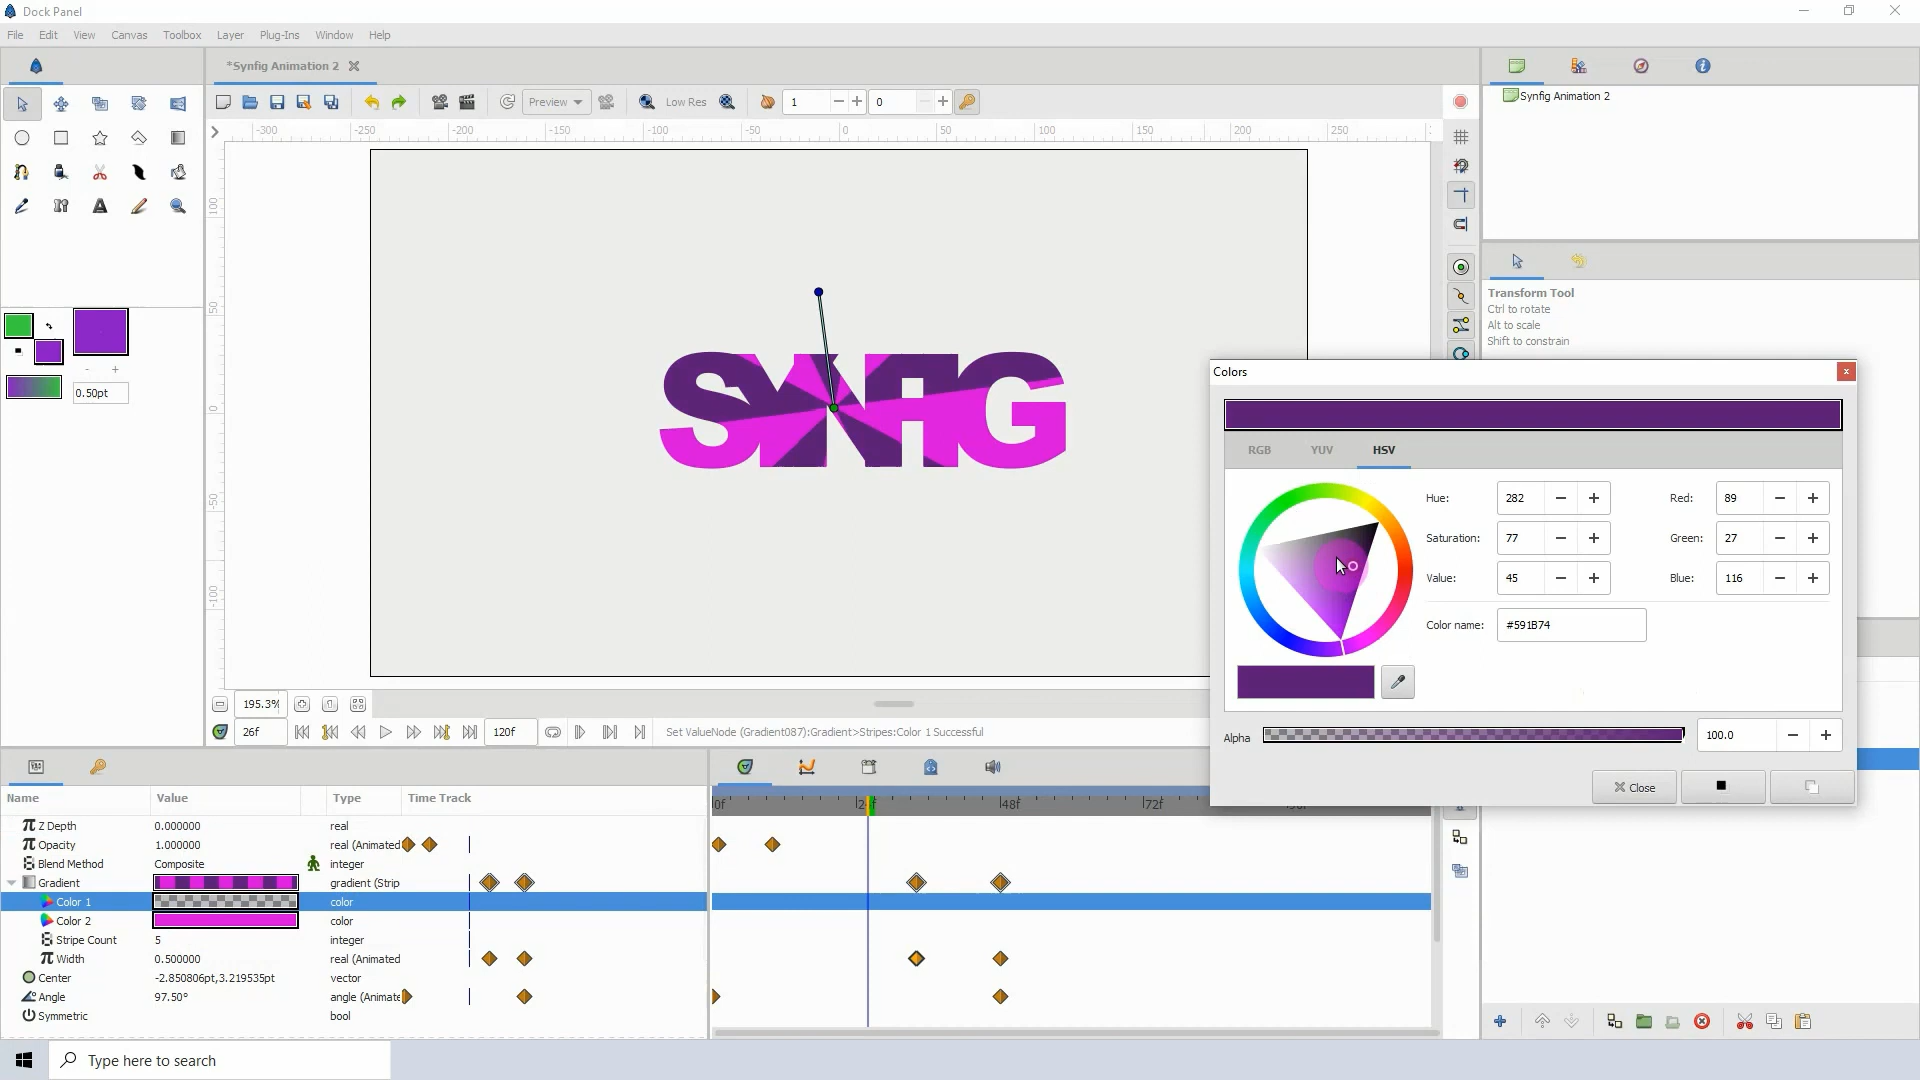 Dock Panel
File Edit View Canvas Toolbox Layer Plug-Ins Window Help
*Synfig Animation 2
Preview Low Res 1 0
-300 -250 -200 -150 -100 -50 0 50 100 150 200 250
100
50
0
-50
-100
SYNFIG
0.50pt
Synfig Animation 2
Transform Tool
Ctrl to rotate
Alt to scale
Shift to constrain
Colors
RGB YUV HSV
Hue: 282 Red: 89
Saturation: 77 Green: 27
Value: 45 Blue: 116
Color name: #591B74
Alpha 100.0
Close
195.3%
26f 120f Set ValueNode (Gradient087):Gradient>Stripes:Color 1 Successful
Name Value Type Time Track
0f 24f 48f 72f
Z Depth 0.000000 real
Opacity 1.000000 real (Animated
Blend Method Composite integer
Gradient gradient (Strip
Color 1 color
Color 2 color
Stripe Count 5 integer
Width 0.500000 real (Animated
Center -2.850806pt,3.219535pt vector
Angle 97.50° angle (Animate
Symmetric bool
Type here to search